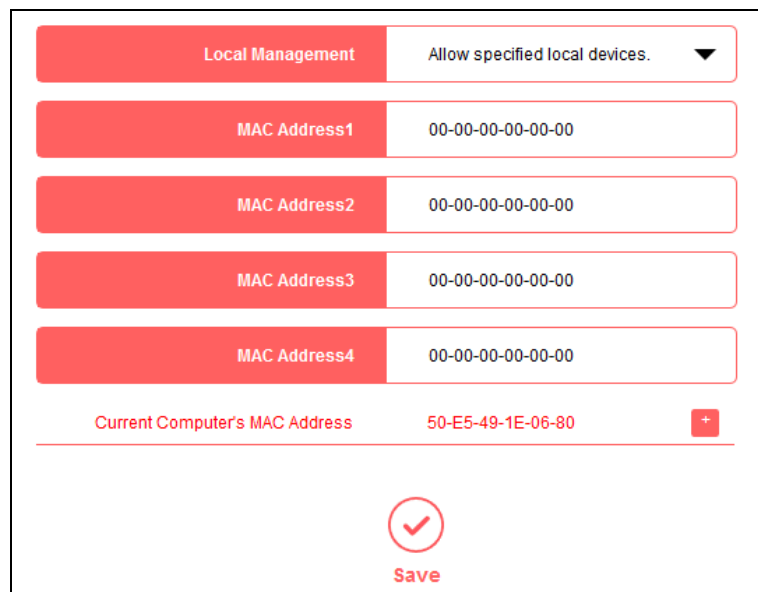 Local Management Allow specified local devices.
MAC Address1 00-00-00-00-00-00
MAC Address2 00-00-00-00-00-00
MAC Address3 00-00-00-00-00-00
MAC Address4 00-00-00-00-00-00
Current Computer's MAC Address 50-E5-49-1E-06-80 +
Save